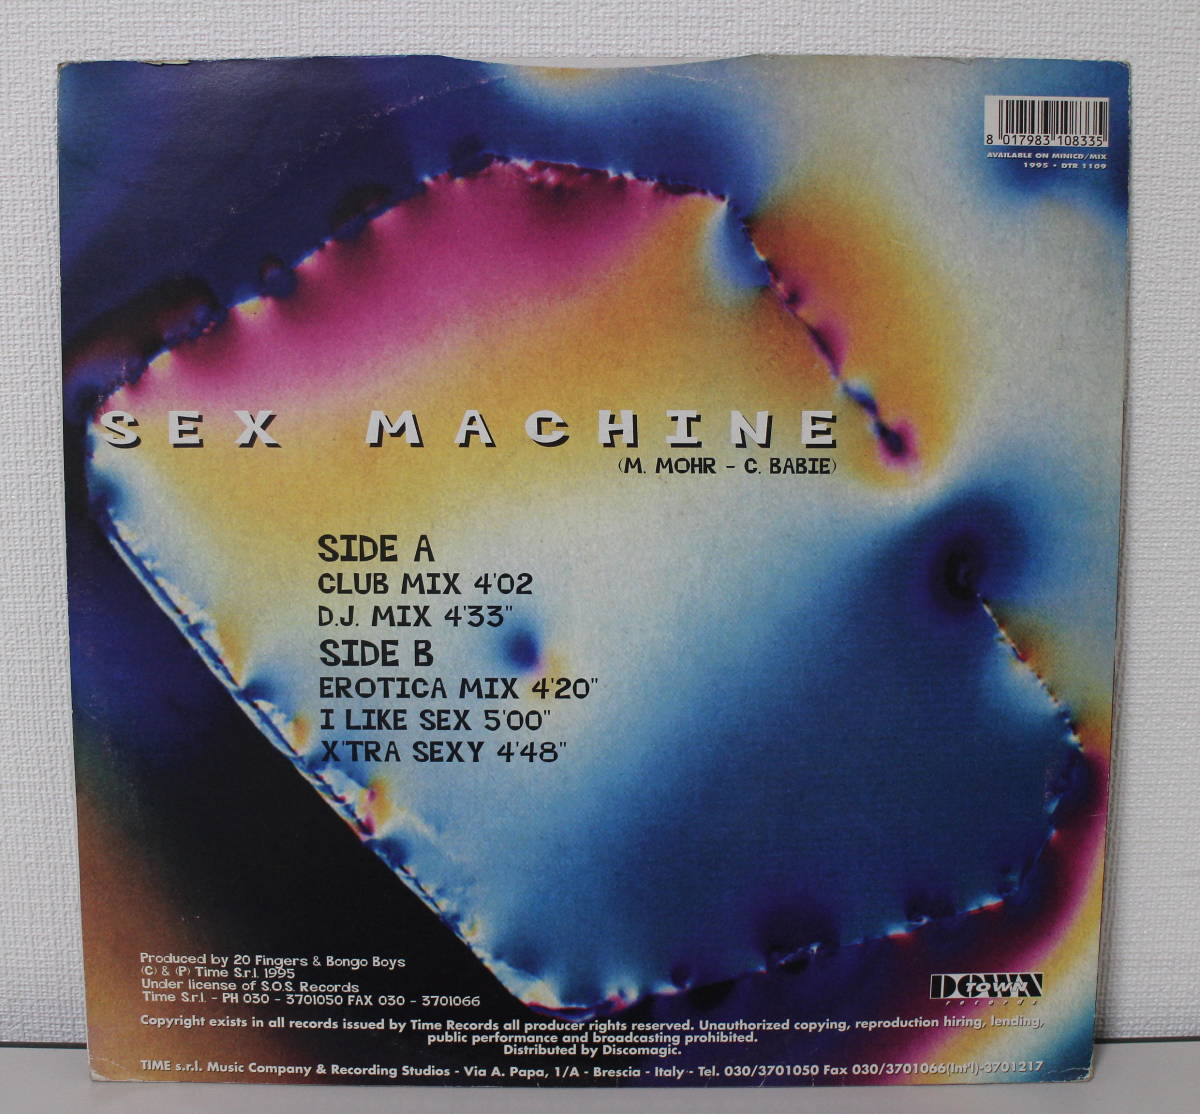 8 017983 108335
AVAILABLE ON MINICD/MIX
1995 • DTR 1109
SEX MACHINE
(M. MOHR - C. BABIE)
SIDE A
CLUB MIX 4'02
D.J. MIX 4'33"
SIDE B
EROTICA MIX 4'20"
I LIKE SEX 5'00"
X'TRA SEXY 4'48"
Produced by 20 Fingers & Bongo Boys
(C) & (P) Time S.r.l. 1995
Under license of S.O.S. Records
Time S.r.l. - PH 030 - 3701050 FAX 030 - 3701066
DOWN
TOWN
records
Copyright exists in all records issued by Time Records all producer rights reserved. Unauthorized copying, reproduction hiring, lending,
public performance and broadcasting prohibited.
Distributed by Discomagic.
TIME s.r.l. Music Company & Recording Studios - Via A. Papa, 1/A - Brescia - Italy - Tel. 030/3701050 Fax 030/3701066(Int'l)-3701217